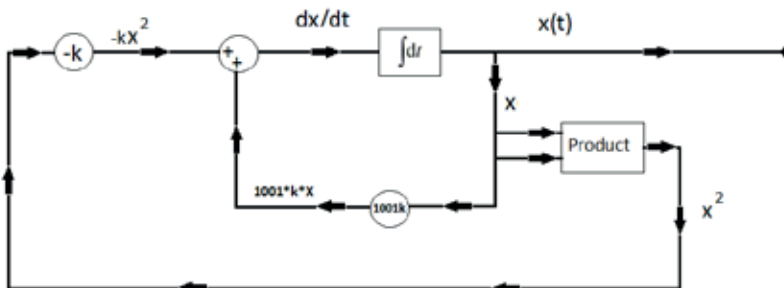 dx/dt
x(t)
-k
-kX²
+
+
∫dt
x
Product
1001*k*X
1001k
x²